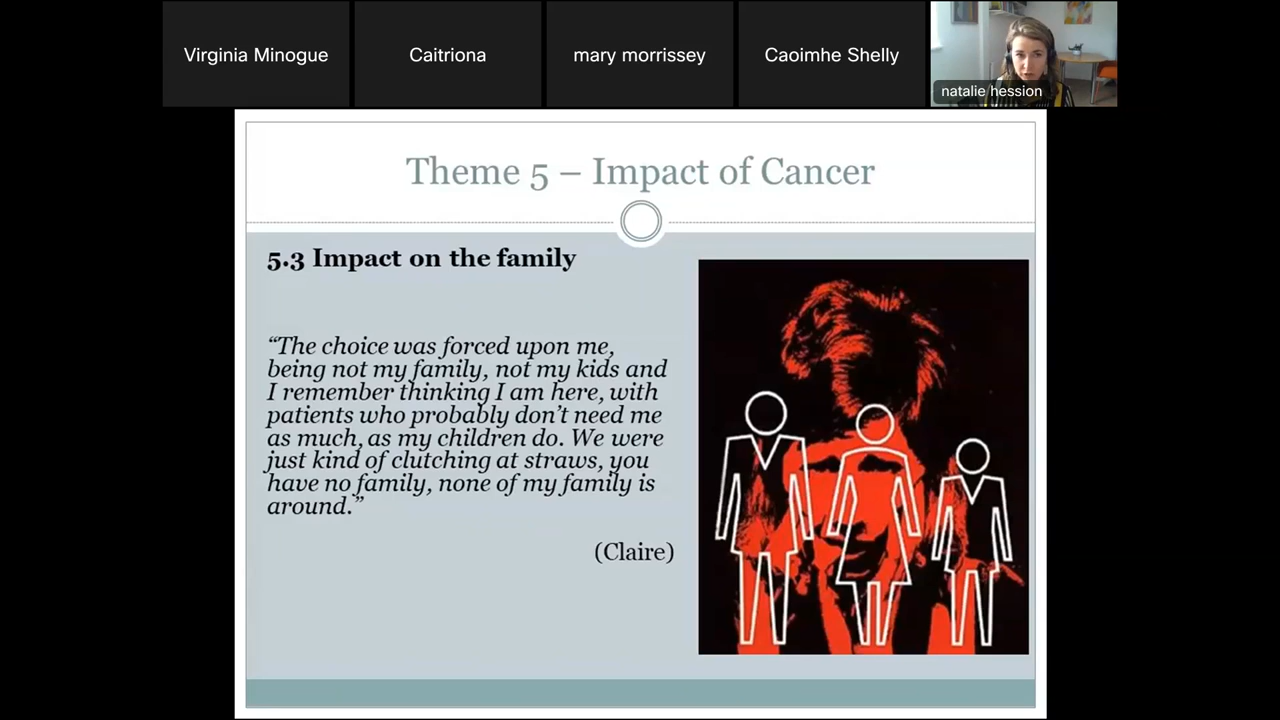 Virginia Minogue
Caitriona
mary morrissey
Caoimhe Shelly
natalie hession
Theme 5 – Impact of Cancer
5.3 Impact on the family
“The choice was forced upon me,
being not my family, not my kids and
I remember thinking I am here, with
patients who probably don’t need me
as much, as my children do. We were
just kind of clutching at straws, you
have no family, none of my family is
around.”
(Claire)